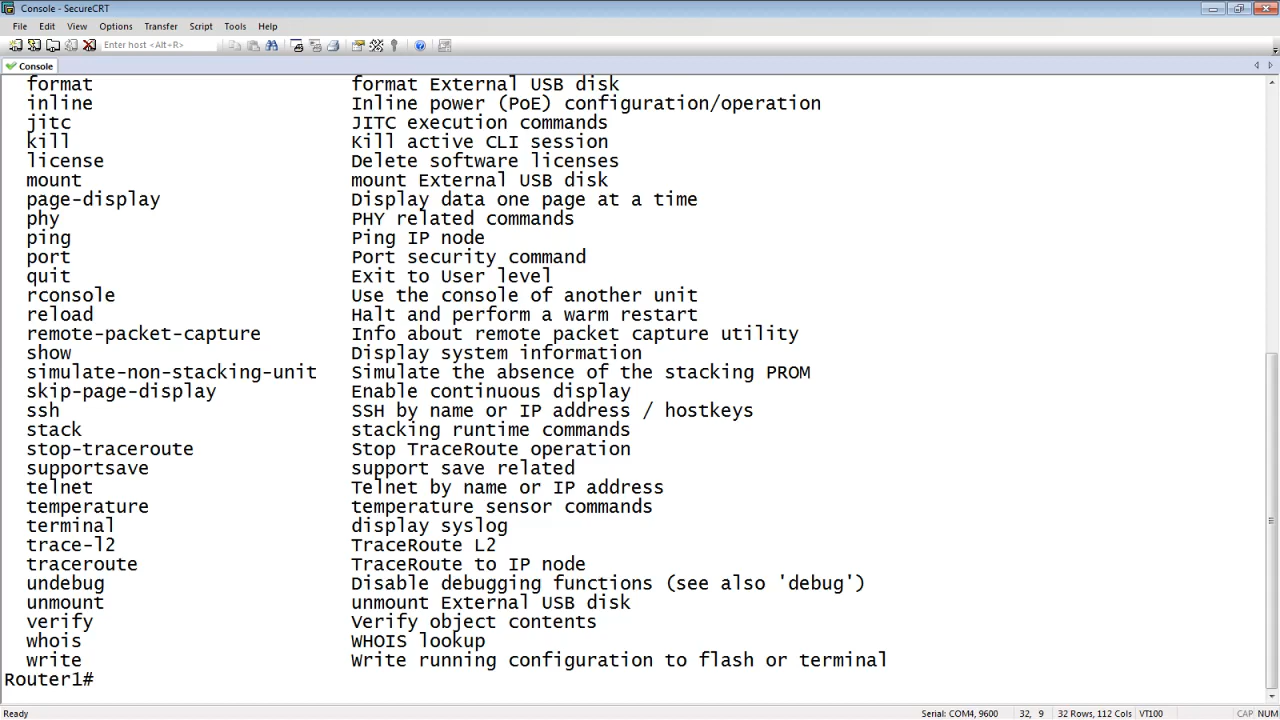 Console - SecureCRT
File Edit View Options Transfer Script Tools Help
Enter host <Alt+R>
Console
format format External USB disk
inline Inline power (PoE) configuration/operation
jitc JITC execution commands
kill Kill active CLI session
license Delete software licenses
mount mount External USB disk
page-display Display data one page at a time
phy PHY related commands
ping Ping IP node
port Port security command
quit Exit to User level
rconsole Use the console of another unit
reload Halt and perform a warm restart
remote-packet-capture Info about remote packet capture utility
show Display system information
simulate-non-stacking-unit Simulate the absence of the stacking PROM
skip-page-display Enable continuous display
ssh SSH by name or IP address / hostkeys
stack stacking runtime commands
stop-traceroute Stop TraceRoute operation
supportsave support save related
telnet Telnet by name or IP address
temperature temperature sensor commands
terminal display syslog
trace-l2 TraceRoute L2
traceroute TraceRoute to IP node
undebug Disable debugging functions (see also 'debug')
unmount unmount External USB disk
verify Verify object contents
whois WHOIS lookup
write Write running configuration to flash or terminal
Router1#
Ready Serial: COM4, 9600 32, 9 32 Rows, 112 Cols VT100 CAP NUM